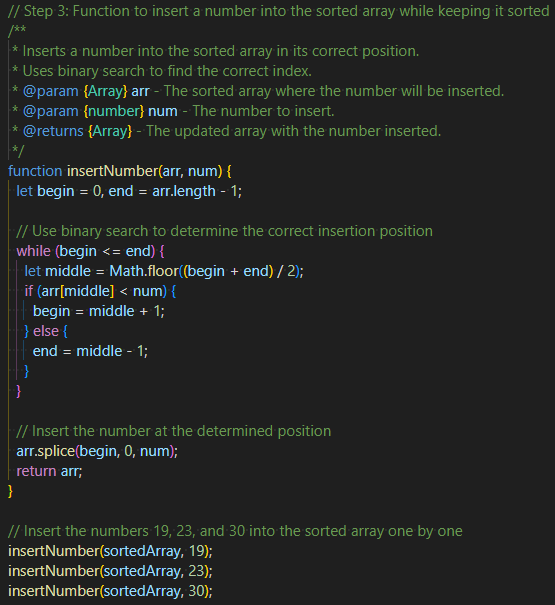 // Step 3: Function to insert a number into the sorted array while keeping it sorted
/**
 * Inserts a number into the sorted array in its correct position.
 * Uses binary search to find the correct index.
 * @param {Array} arr - The sorted array where the number will be inserted.
 * @param {number} num - The number to insert.
 * @returns {Array} - The updated array with the number inserted.
 */
function insertNumber(arr, num) {
  let begin = 0, end = arr.length - 1;

  // Use binary search to determine the correct insertion position
  while (begin <= end) {
    let middle = Math.floor((begin + end) / 2);
    if (arr[middle] < num) {
      begin = middle + 1;
    } else {
      end = middle - 1;
    }
  }

  // Insert the number at the determined position
  arr.splice(begin, 0, num);
  return arr;
}

// Insert the numbers 19, 23, and 30 into the sorted array one by one
insertNumber(sortedArray, 19);
insertNumber(sortedArray, 23);
insertNumber(sortedArray, 30);